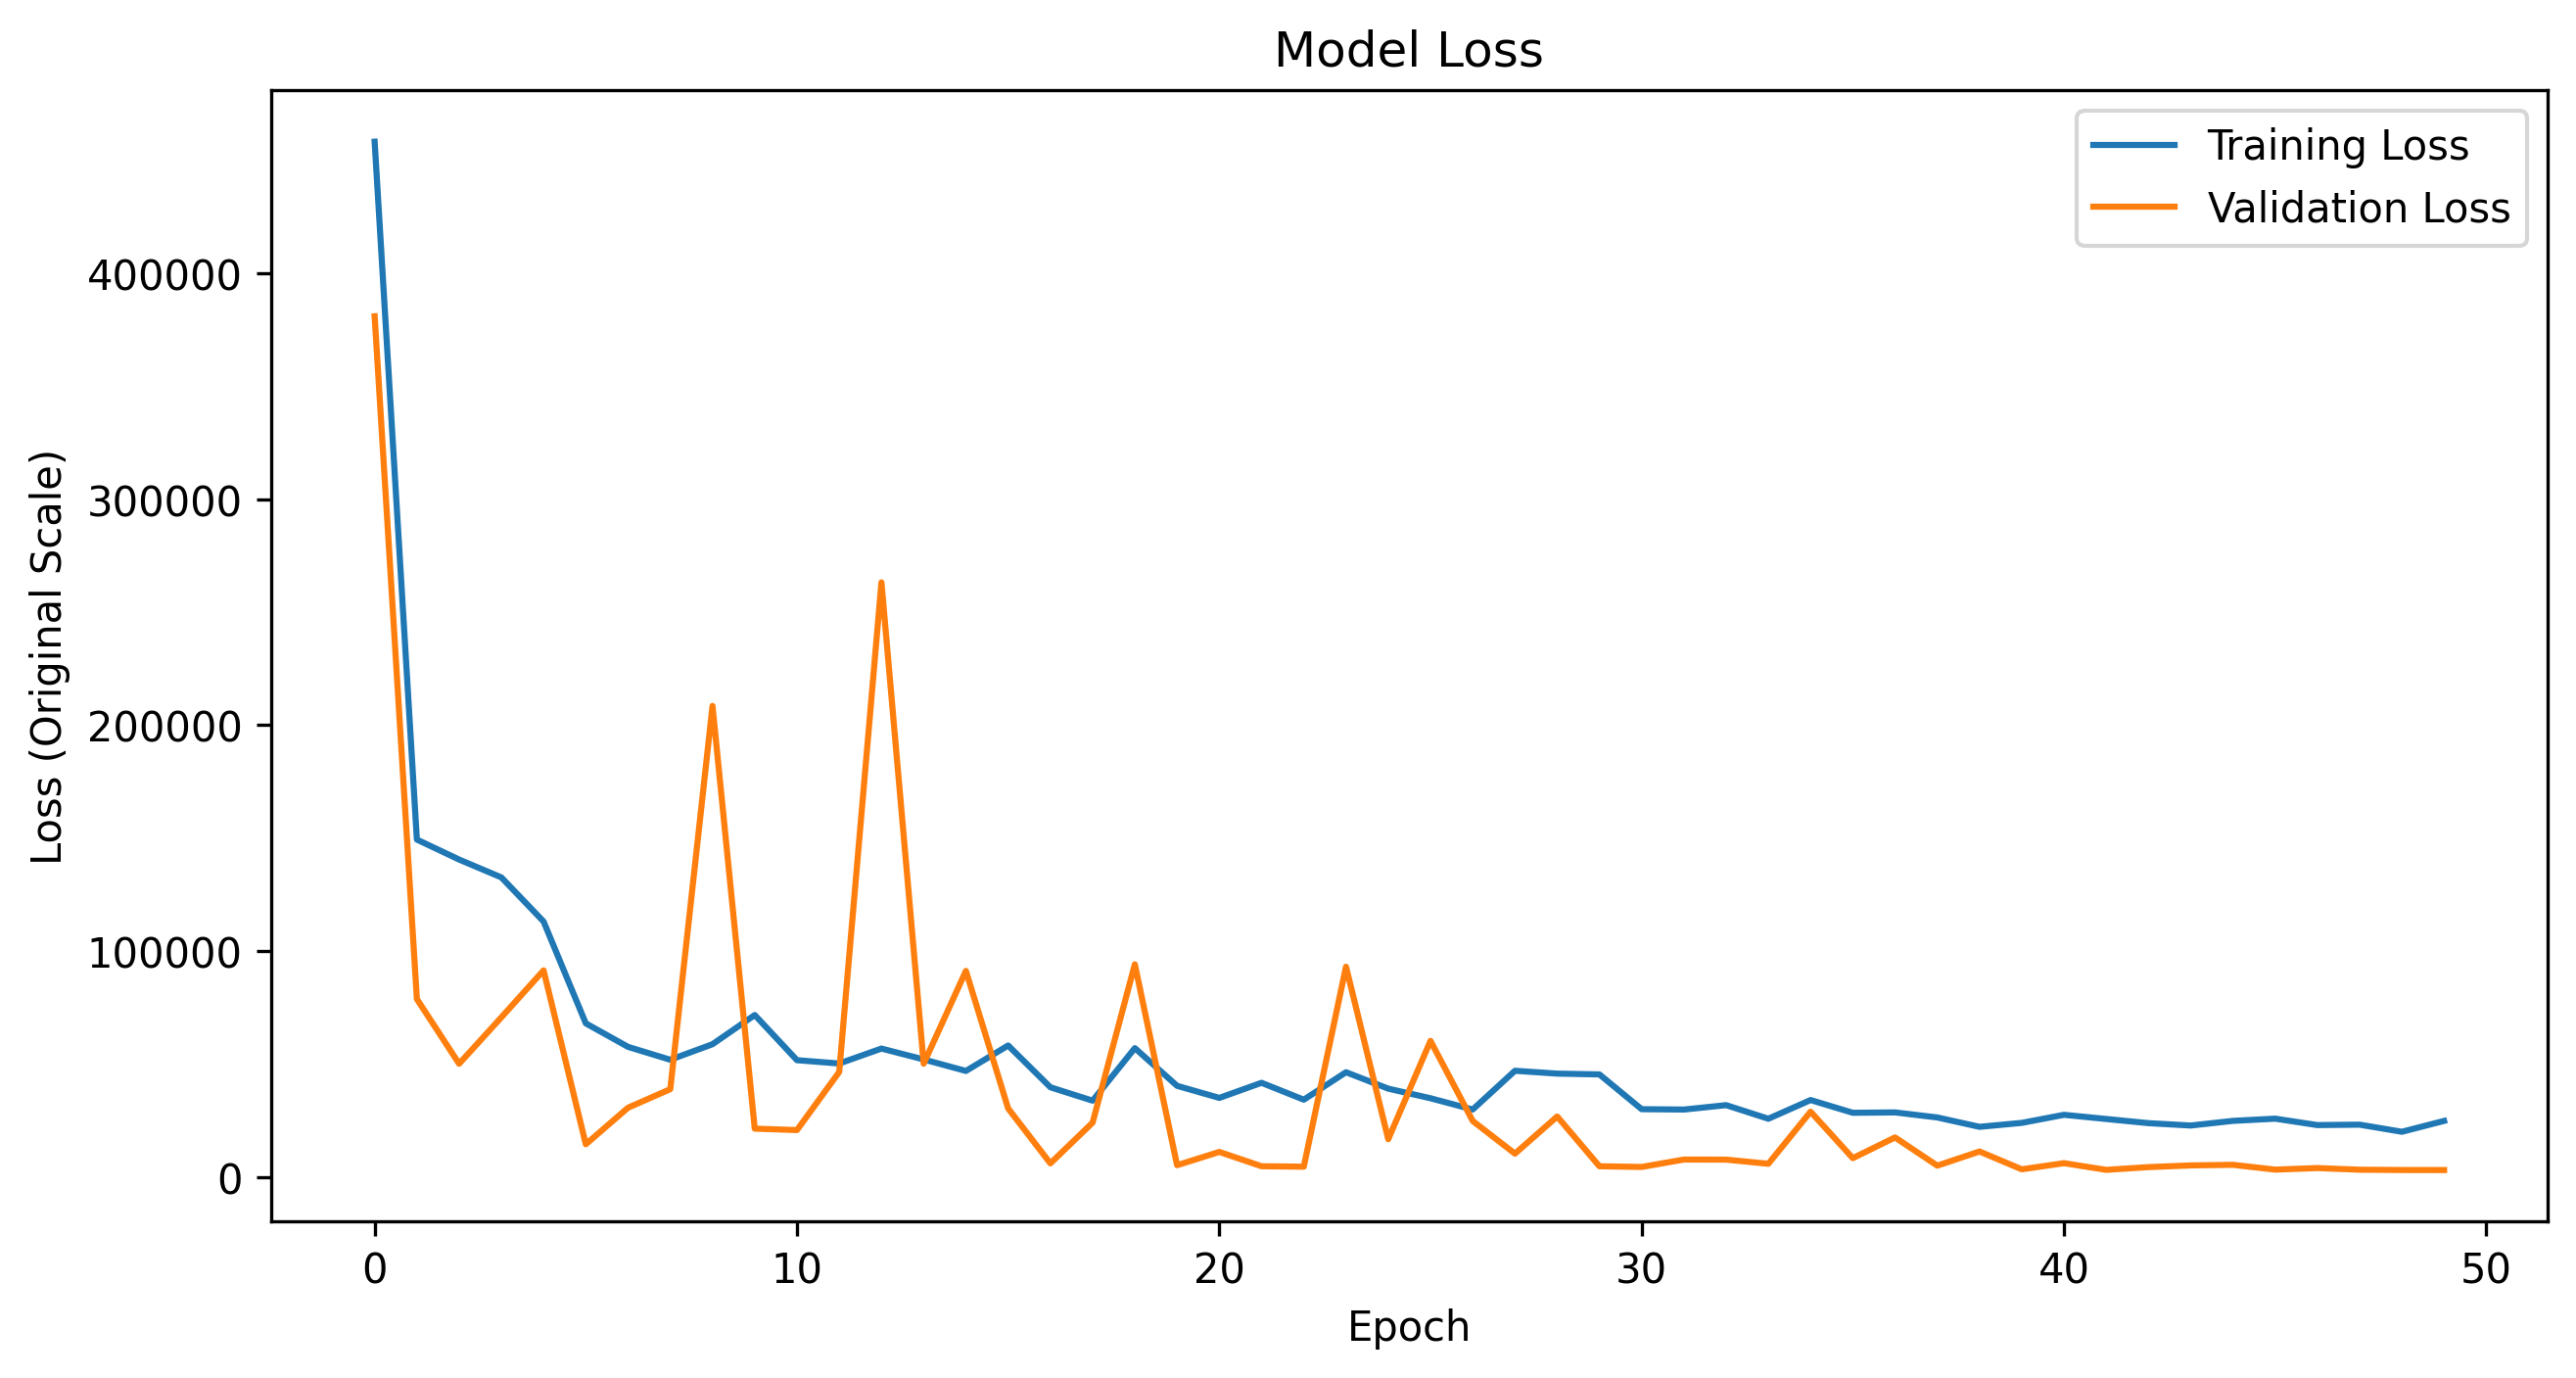 Model Loss
Training Loss
Validation Loss
Loss (Original Scale)
400000
300000
200000
100000
0
0
10
20
30
40
50
Epoch